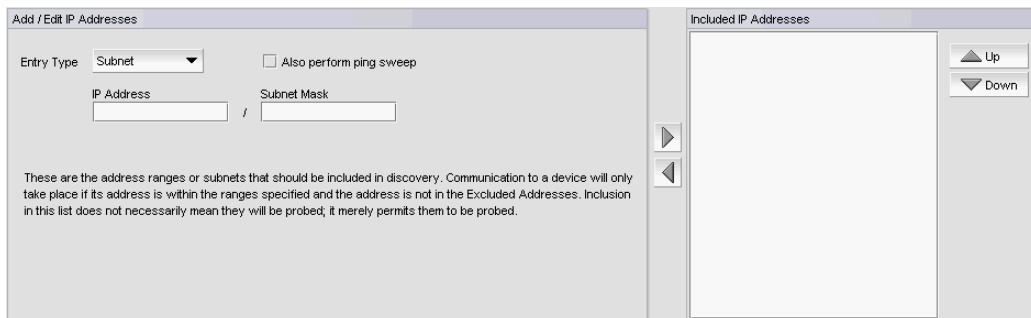 Add / Edit IP Addresses
Included IP Addresses
Entry Type Subnet Also perform ping sweep
Up
IP Address Subnet Mask
Down
/
These are the address ranges or subnets that should be included in discovery. Communication to a device will only
take place if its address is within the ranges specified and the address is not in the Excluded Addresses. Inclusion
in this list does not necessarily mean they will be probed; it merely permits them to be probed.